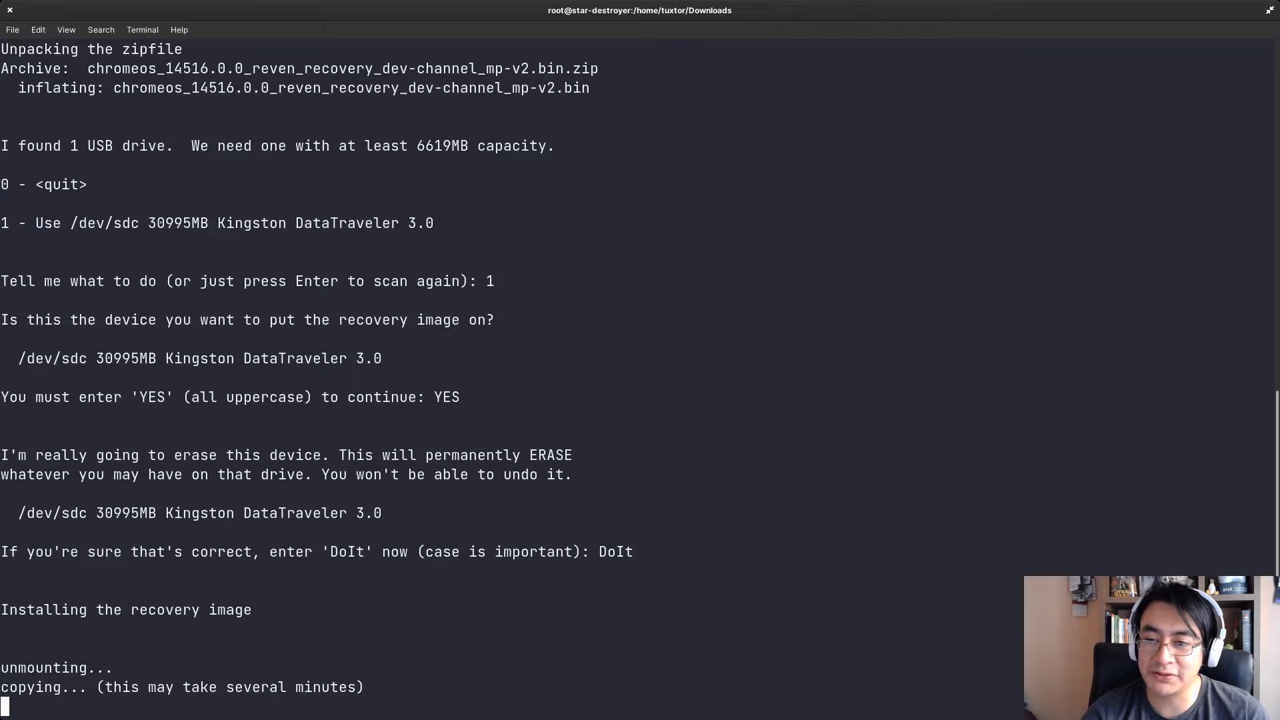 root@star-destroyer:/home/tuxtor/Downloads
File Edit View Search Terminal Help
Unpacking the zipfile
Archive:  chromeos_14516.0.0_reven_recovery_dev-channel_mp-v2.bin.zip
  inflating: chromeos_14516.0.0_reven_recovery_dev-channel_mp-v2.bin
I found 1 USB drive.  We need one with at least 6619MB capacity.
0 - <quit>
1 - Use /dev/sdc 30995MB Kingston DataTraveler 3.0
Tell me what to do (or just press Enter to scan again): 1
Is this the device you want to put the recovery image on?
  /dev/sdc 30995MB Kingston DataTraveler 3.0
You must enter 'YES' (all uppercase) to continue: YES
I'm really going to erase this device. This will permanently ERASE
whatever you may have on that drive. You won't be able to undo it.
  /dev/sdc 30995MB Kingston DataTraveler 3.0
If you're sure that's correct, enter 'DoIt' now (case is important): DoIt
Installing the recovery image
unmounting...
copying... (this may take several minutes)